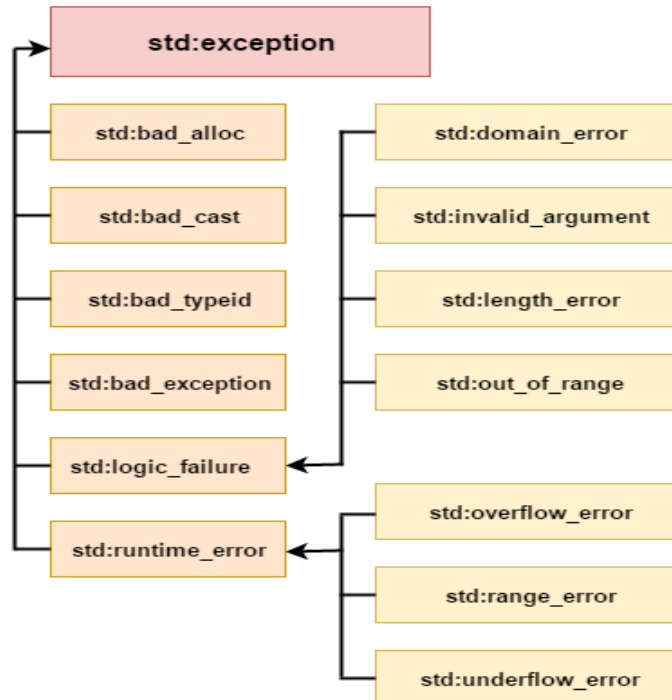 std:exception
std:bad_alloc
std:bad_cast
std:bad_typeid
std:bad_exception
std:logic_failure
std:runtime_error
std:domain_error
std:invalid_argument
std:length_error
std:out_of_range
std:overflow_error
std:range_error
std:underflow_error